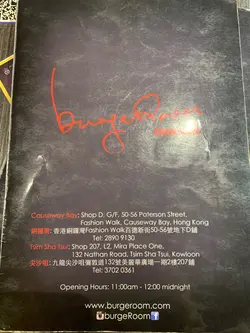 burgeRoom
Causeway Bay: Shop D. G/F, 50-56 Paterson Street,
Fashion Walk, Causeway Bay, Hong Kong
銅鑼灣: 香港銅鑼灣Fashion Walk百德新街50-56號地下D舖
Tel: 2890 9130
Tsim Sha Tsui: Shop 207, L2, Mira Place One,
132 Nathan Road, Tsim Sha Tsui, Kowloon
尖沙咀: 九龍尖沙咀彌敦道132號美麗華廣場一期2樓207舖
Tel: 3702 0361
Opening Hours: 11:00am - 12:00 midnight
www.burgeroom.com
burgeRoom